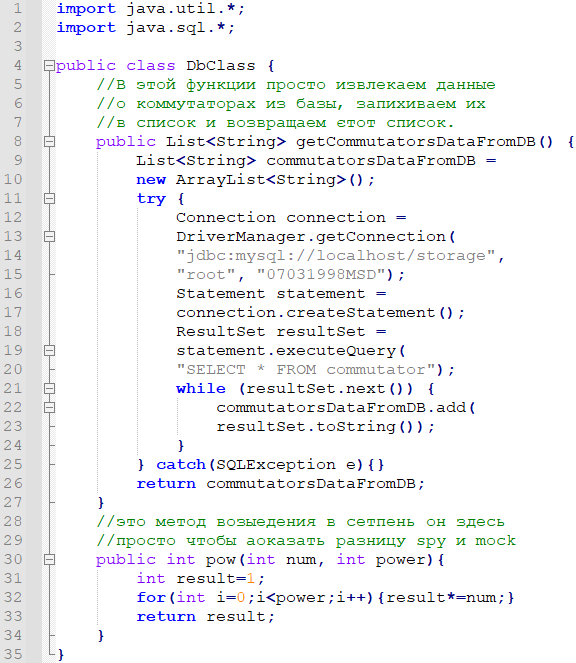 1 import java.util.*;
2 import java.sql.*;
3
4 public class DbClass {
5 //В этой функции просто извлекаем данные
6 //о коммутаторах из базы, запихиваем их
7 //в список и возвращаем етот список.
8 public List<String> getCommutatorsDataFromDB() {
9 List<String> commutatorsDataFromDB =
10 new ArrayList<String>();
11 try {
12 Connection connection =
13 DriverManager.getConnection(
14 "jdbc:mysql://localhost/storage",
15 "root", "07031998MSD");
16 Statement statement =
17 connection.createStatement();
18 ResultSet resultSet =
19 statement.executeQuery(
20 "SELECT * FROM commutator");
21 while (resultSet.next()) {
22 commutatorsDataFromDB.add(
23 resultSet.toString());
24 }
25 } catch(SQLException e){}
26 return commutatorsDataFromDB;
27 }
28 //это метод возыедения в сетпень он здесь
29 //просто чтобы аоказать разницу spy и mock
30 public int pow(int num, int power){
31 int result=1;
32 for(int i=0;i<power;i++){result*=num;}
33 return result;
34 }
35 }